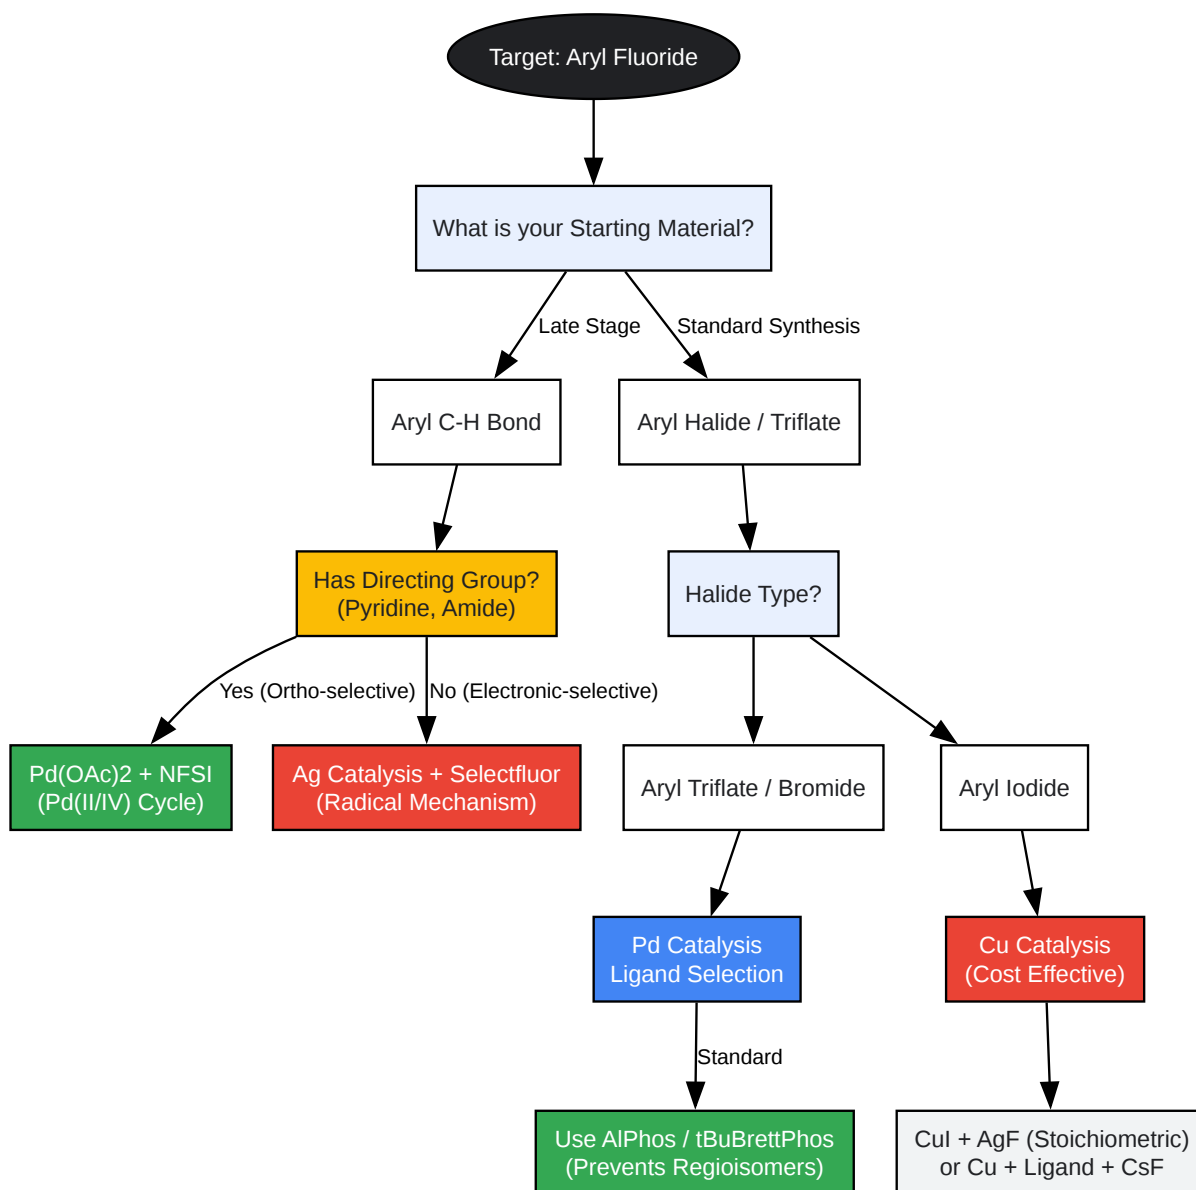 Target: Aryl Fluoride
What is your Starting Material?
Late Stage
Standard Synthesis
Aryl C-H Bond
Aryl Halide / Triflate
Has Directing Group?
(Pyridine, Amide)
Halide Type?
Yes (Ortho-selective)
No (Electronic-selective)
Pd(OAc)2 + NFSI
(Pd(II/IV) Cycle)
Ag Catalysis + Selectfluor
(Radical Mechanism)
Aryl Triflate / Bromide
Aryl Iodide
Pd Catalysis
Ligand Selection
Cu Catalysis
(Cost Effective)
Standard
Use AlPhos / tBuBrettPhos
(Prevents Regioisomers)
CuI + AgF (Stoichiometric)
or Cu + Ligand + CsF